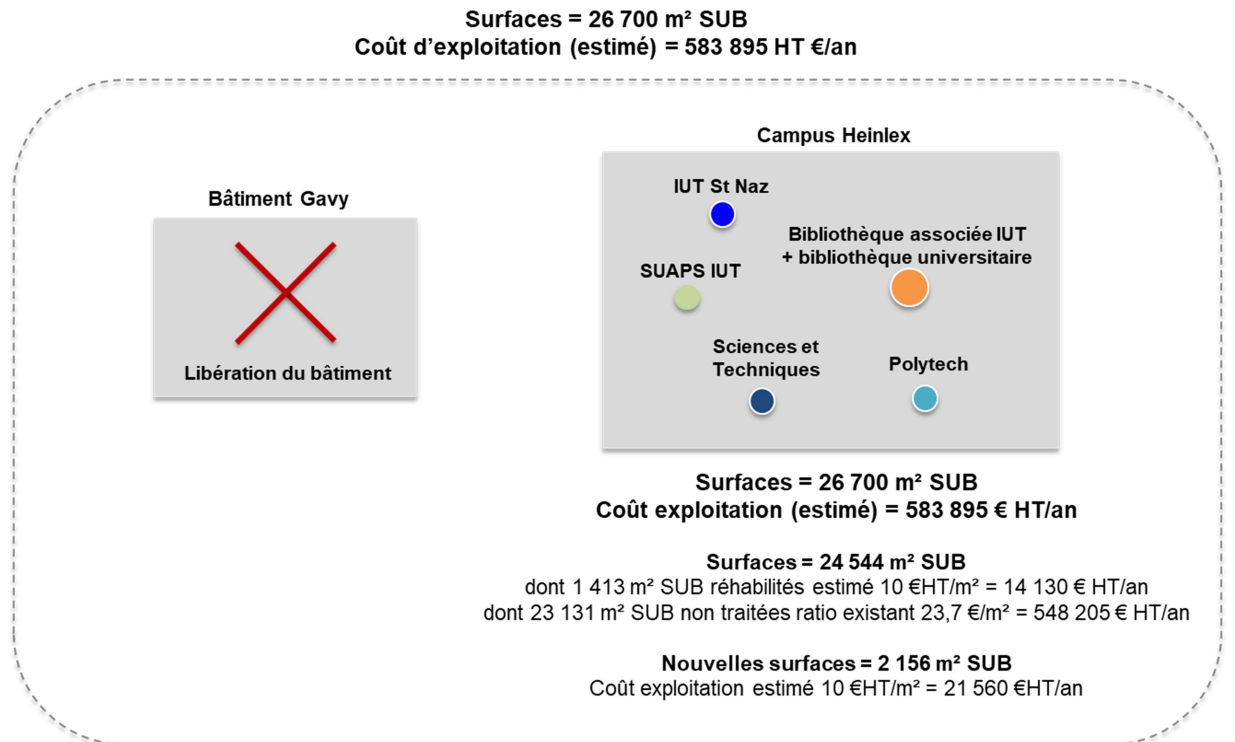 Surfaces = 26 700 m² SUB
Coût d’exploitation (estimé) = 583 895 HT €/an
Bâtiment Gavy
Libération du bâtiment
Campus Heinlex
IUT St Naz
Bibliothèque associée IUT
+ bibliothèque universitaire
SUAPS IUT
Sciences et
Techniques
Polytech
Surfaces = 26 700 m² SUB
Coût exploitation (estimé) = 583 895 € HT/an
Surfaces = 24 544 m² SUB
dont 1 413 m² SUB réhabilités estimé 10 €HT/m² = 14 130 € HT/an
dont 23 131 m² SUB non traitées ratio existant 23,7 €/m² = 548 205 € HT/an
Nouvelles surfaces = 2 156 m² SUB
Coût exploitation estimé 10 €HT/m² = 21 560 €HT/an